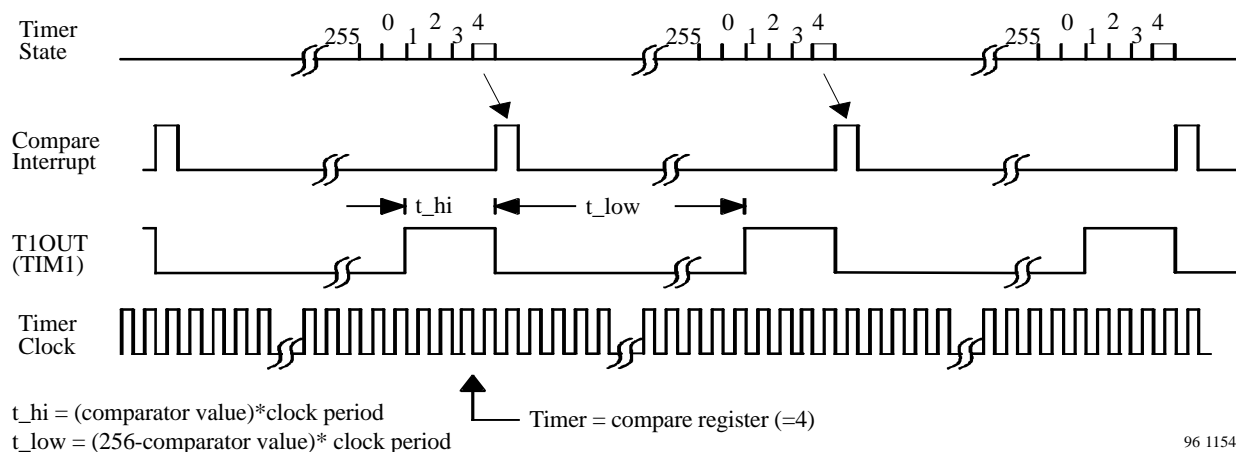 Timer
State
255 0 1 2 3 4
255 0 1 2 3 4
255 0 1 2 3 4
Compare
Interrupt
t_hi
t_low
T1OUT
(TIM1)
Timer
Clock
t_hi = (comparator value)*clock period
t_low = (256-comparator value)* clock period
Timer = compare register (=4)
96 1154